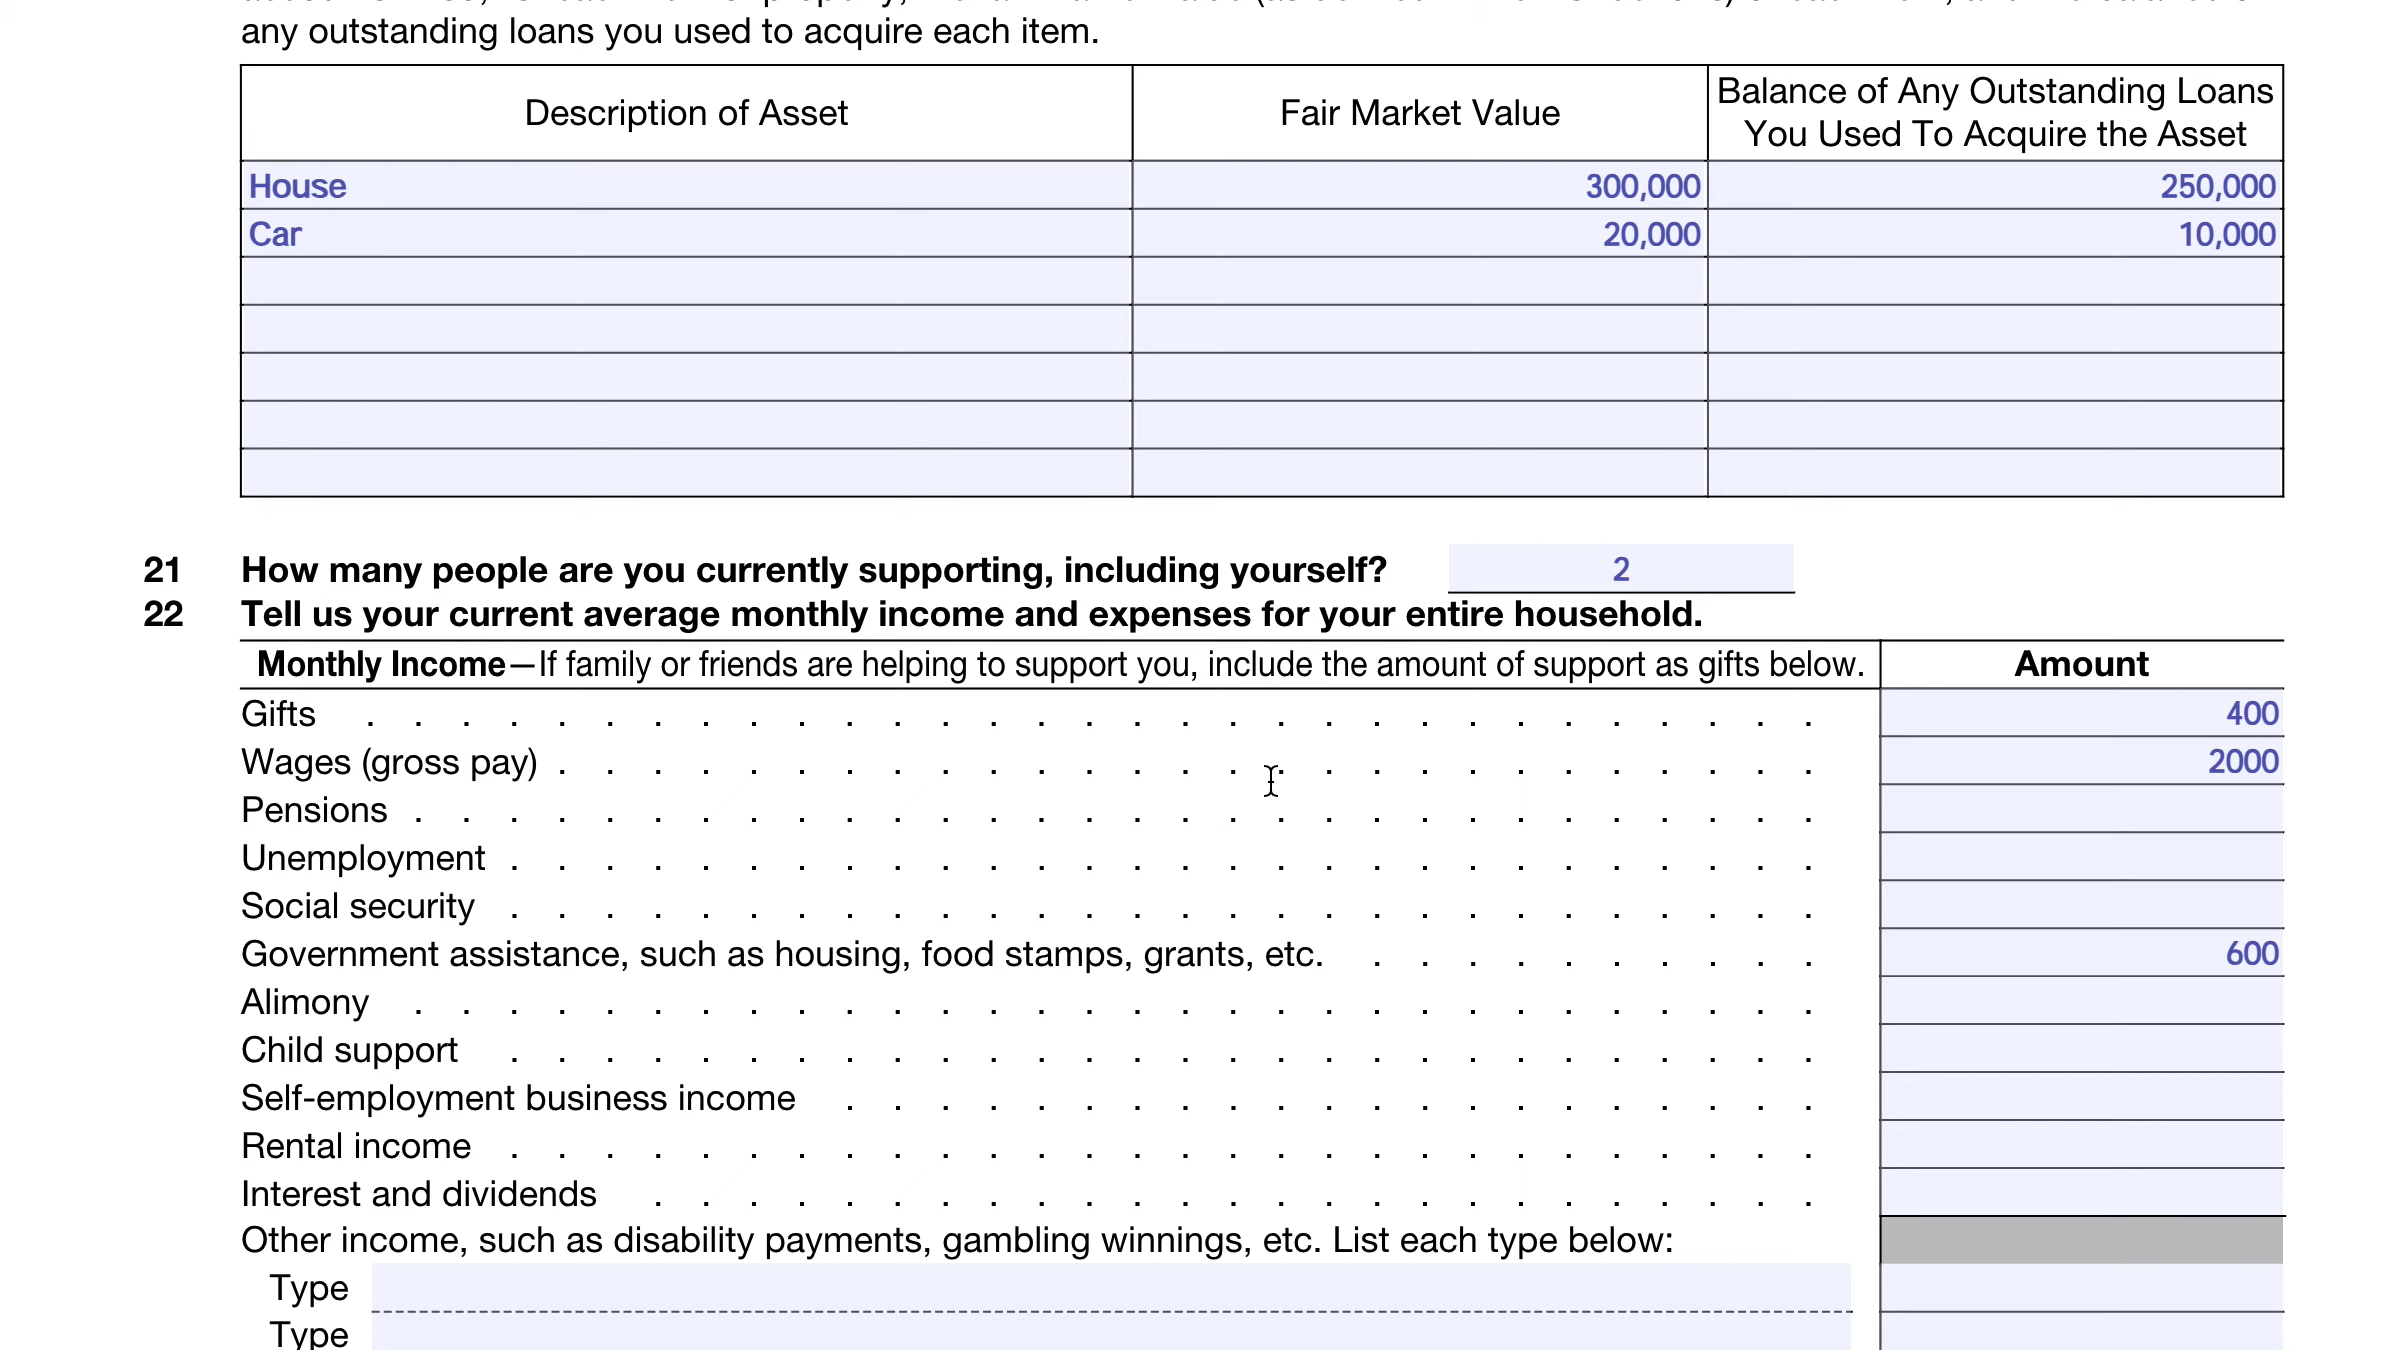 any outstanding loans you used to acquire each item.
Description of Asset
Fair Market Value
Balance of Any Outstanding Loans
You Used To Acquire the Asset
House 300,000 250,000
Car 20,000 10,000
21 How many people are you currently supporting, including yourself? 2
22 Tell us your current average monthly income and expenses for your entire household.
Monthly Income—If family or friends are helping to support you, include the amount of support as gifts below. Amount
Gifts . . . . . . . . . . . . . . . . . . . . . . . . . . . . . . . 400
Wages (gross pay) . . . . . . . . . . . . . . . . . . . . . . . . . . . 2000
Pensions . . . . . . . . . . . . . . . . . . . . . . . . . . . . . .
Unemployment . . . . . . . . . . . . . . . . . . . . . . . . . . . .
Social security . . . . . . . . . . . . . . . . . . . . . . . . . . . .
Government assistance, such as housing, food stamps, grants, etc. . . . . . . . . . . 600
Alimony . . . . . . . . . . . . . . . . . . . . . . . . . . . . . .
Child support . . . . . . . . . . . . . . . . . . . . . . . . . . . .
Self-employment business income . . . . . . . . . . . . . . . . . . . . .
Rental income . . . . . . . . . . . . . . . . . . . . . . . . . . . .
Interest and dividends . . . . . . . . . . . . . . . . . . . . . . . . .
Other income, such as disability payments, gambling winnings, etc. List each type below:
Type
Type